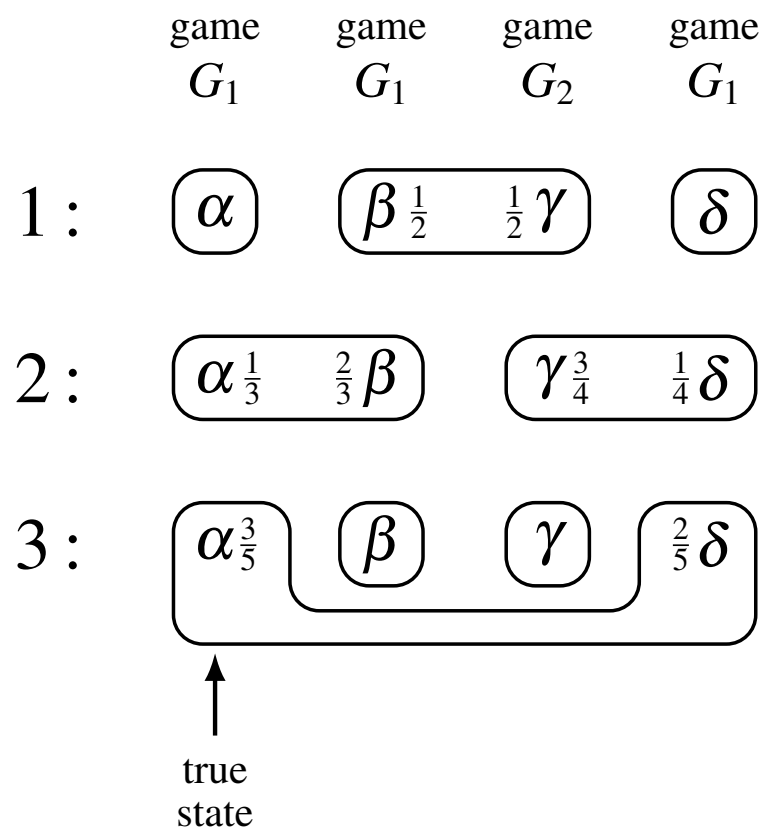 game game game game
G₁ G₁ G₂ G₁
1 : α β 1/2 1/2 γ δ
2 : α 1/3 2/3 β γ 3/4 1/4 δ
3 : α 3/5 β γ 2/5 δ
true
state